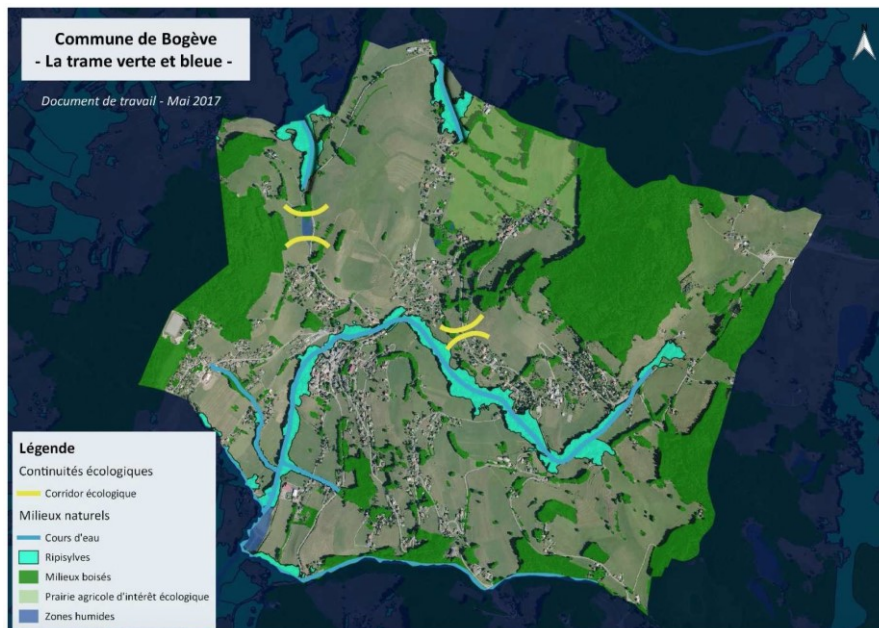 Commune de Bogève
- La trame verte et bleue -
Document de travail - Mai 2017
Légende
Continuités écologiques
Corridor écologique
Milieux naturels
Cours d'eau
Ripisylves
Milieux boisés
Prairie agricole d'intérêt écologique
Zones humides